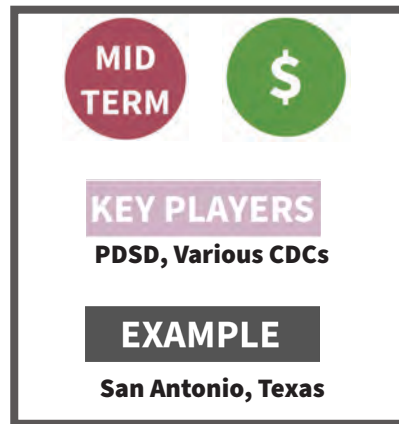 MID
TERM
$
KEY PLAYERS
PDSD, Various CDCs
EXAMPLE
San Antonio, Texas